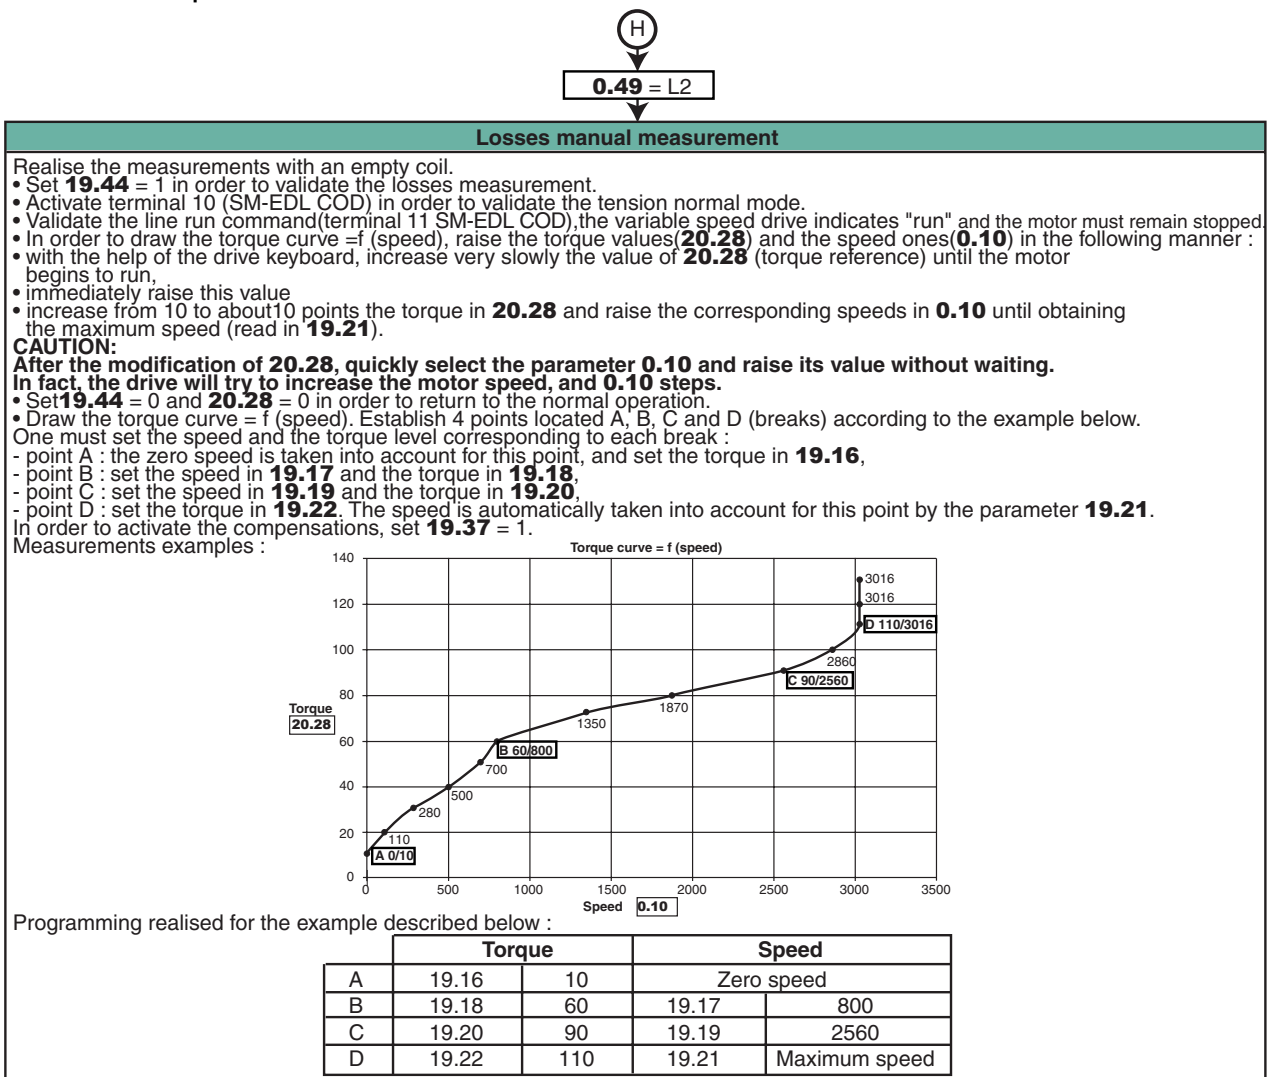 H
0.49 = L2
Losses manual measurement
Realise the measurements with an empty coil.
• Set 19.44 = 1 in order to validate the losses measurement.
• Activate terminal 10 (SM-EDL COD) in order to validate the tension normal mode.
• Validate the line run command(terminal 11 SM-EDL COD),the variable speed drive indicates "run" and the motor must remain stopped.
• In order to draw the torque curve =f (speed), raise the torque values(20.28) and the speed ones(0.10) in the following manner :
• with the help of the drive keyboard, increase very slowly the value of 20.28 (torque reference) until the motor
begins to run,
• immediately raise this value
• increase from 10 to about10 points the torque in 20.28 and raise the corresponding speeds in 0.10 until obtaining
the maximum speed (read in 19.21).
CAUTION:
After the modification of 20.28, quickly select the parameter 0.10 and raise its value without waiting.
In fact, the drive will try to increase the motor speed, and 0.10 steps.
• Set19.44 = 0 and 20.28 = 0 in order to return to the normal operation.
• Draw the torque curve = f (speed). Establish 4 points located A, B, C and D (breaks) according to the example below.
One must set the speed and the torque level corresponding to each break :
- point A : the zero speed is taken into account for this point, and set the torque in 19.16,
- point B : set the speed in 19.17 and the torque in 19.18,
- point C : set the speed in 19.19 and the torque in 19.20,
- point D : set the torque in 19.22. The speed is automatically taken into account for this point by the parameter 19.21.
In order to activate the compensations, set 19.37 = 1.
Measurements examples :
Torque curve = f (speed)
140
3016
120
3016
D 110/3016
100
2860
C 90/2560
80
1870
Torque
20.28
1350
60
B 60/800
700
40
500
280
20
110
A 0/10
0
0 500 1000 1500 2000 2500 3000 3500
Speed 0.10
Programming realised for the example described below :
Torque Speed
A 19.16 10 Zero speed
B 19.18 60 19.17 800
C 19.20 90 19.19 2560
D 19.22 110 19.21 Maximum speed